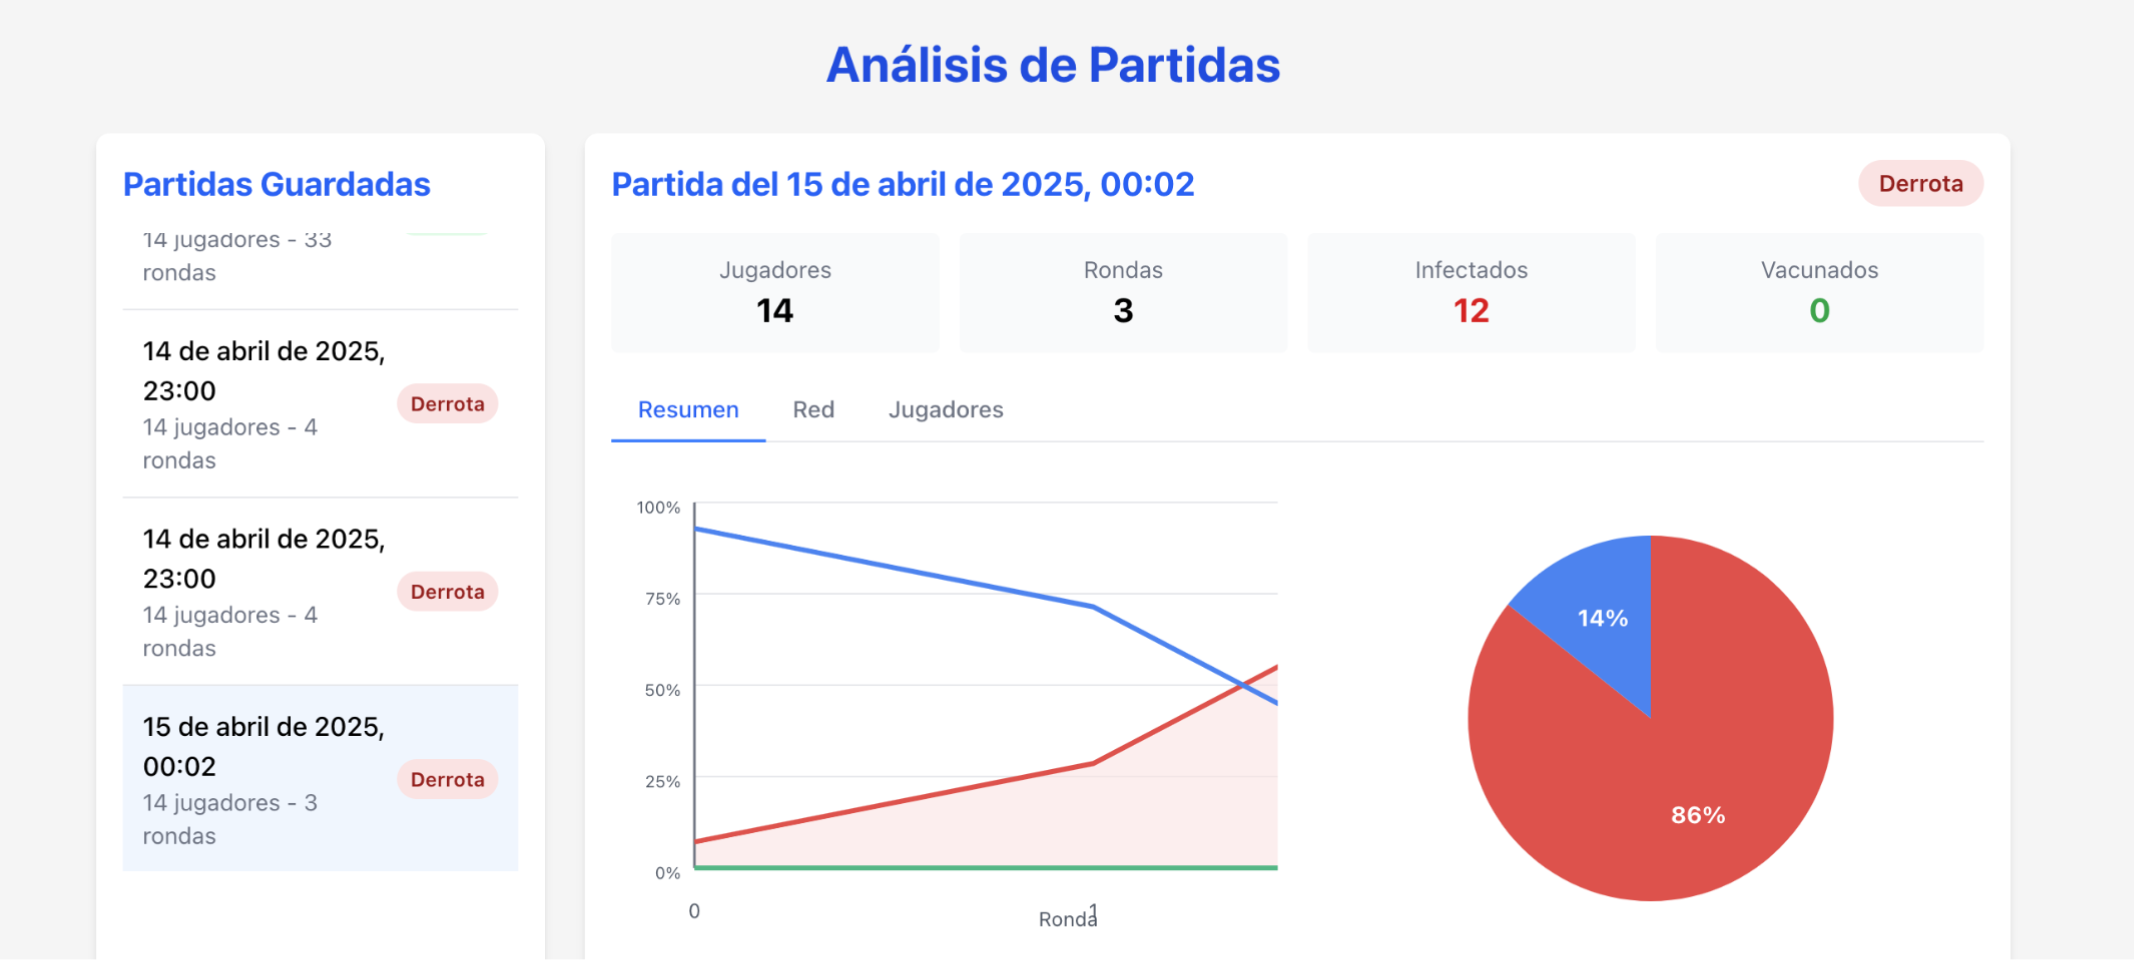 Análisis de Partidas
Partidas Guardadas
14 jugadores - 33
rondas
14 de abril de 2025,
23:00
Derrota
14 jugadores - 4
rondas
14 de abril de 2025,
23:00
Derrota
14 jugadores - 4
rondas
15 de abril de 2025,
00:02
Derrota
14 jugadores - 3
rondas
Partida del 15 de abril de 2025, 00:02
Derrota
Jugadores
14
Rondas
3
Infectados
12
Vacunados
0
Resumen
Red
Jugadores
100%
75%
50%
25%
0%
0
1
Ronda
14%
86%